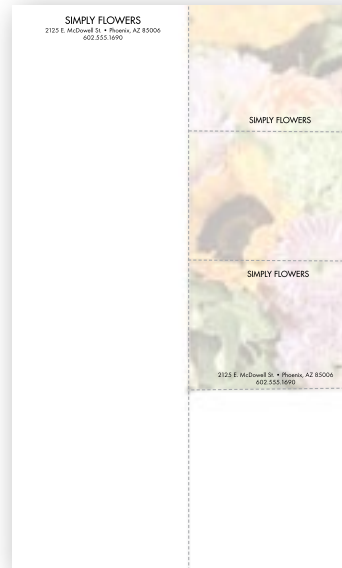 SIMPLY FLOWERS
2125 E. McDowell St. • Phoenix, AZ 85006
602.555.1690
SIMPLY FLOWERS
SIMPLY FLOWERS
2125 E. McDowell St. • Phoenix, AZ 85006
602.555.1690